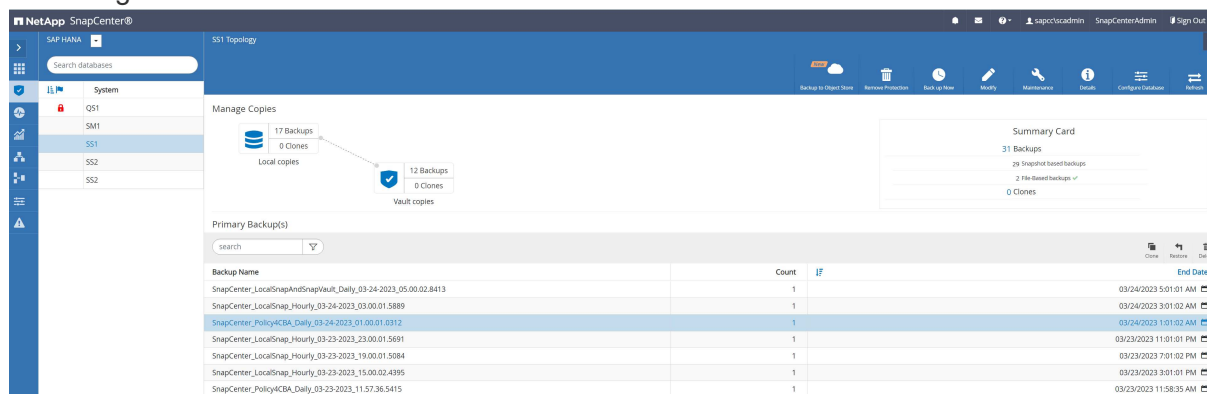 NetApp SnapCenter®
sapcc\scadmin SnapCenterAdmin Sign Out
SAP HANA
Search databases
System
QS1
SM1
SS1
SS2
SS2
SS1 Topology
New
Backup to Object Store Remove Protection Back up Now Modify Maintenance Details Configure Database Refresh
Manage Copies
17 Backups
0 Clones
Local copies
12 Backups
0 Clones
Vault copies
Summary Card
31 Backups
29 Snapshot based backups
2 File-Based backups
0 Clones
Primary Backup(s)
search
Clone Restore
Backup Name Count End Date
SnapCenter_LocalSnapAndSnapVault_Daily_03-24-2023_05.00.02.8413 1 03/24/2023 5:01:01 AM
SnapCenter_LocalSnap_Hourly_03-24-2023_03.00.01.5889 1 03/24/2023 3:01:02 AM
SnapCenter_Policy4CBA_Daily_03-24-2023_01.00.01.0312 1 03/24/2023 1:01:02 AM
SnapCenter_LocalSnap_Hourly_03-23-2023_23.00.01.5691 1 03/23/2023 11:01:01 PM
SnapCenter_LocalSnap_Hourly_03-23-2023_19.00.01.5084 1 03/23/2023 7:01:02 PM
SnapCenter_LocalSnap_Hourly_03-23-2023_15.00.02.4395 1 03/23/2023 3:01:01 PM
SnapCenter_Policy4CBA_Daily_03-23-2023_11.57.36.5415 1 03/23/2023 11:58:35 AM